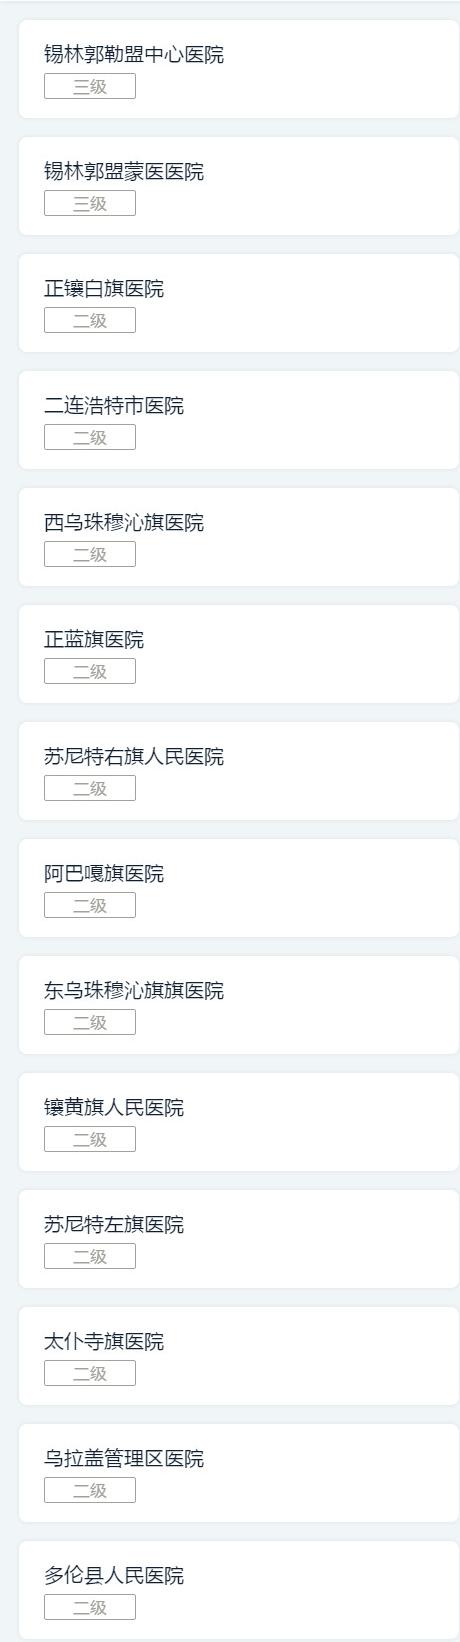 锡林郭勒盟中心医院
三级
锡林郭盟蒙医医院
三级
正镶白旗医院
二级
二连浩特市医院
二级
西乌珠穆沁旗医院
二级
正蓝旗医院
二级
苏尼特右旗人民医院
二级
阿巴嘎旗医院
二级
东乌珠穆沁旗旗医院
二级
镶黄旗人民医院
二级
苏尼特左旗医院
二级
太仆寺旗医院
二级
乌拉盖管理区医院
二级
多伦县人民医院
二级